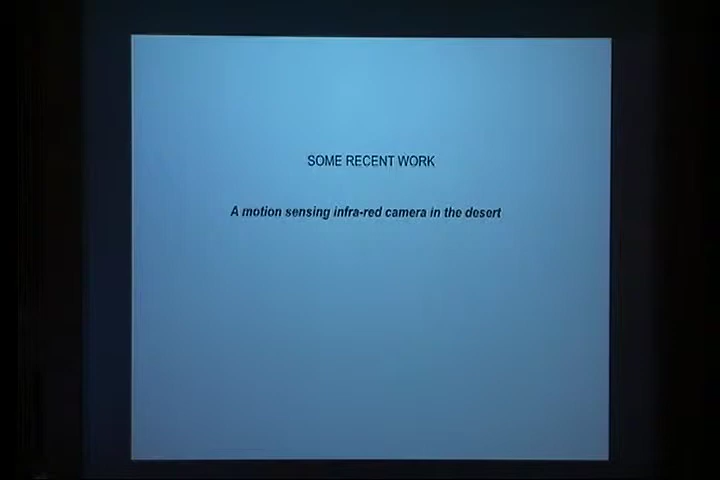 SOME RECENT WORK
A motion sensing infra-red camera in the desert